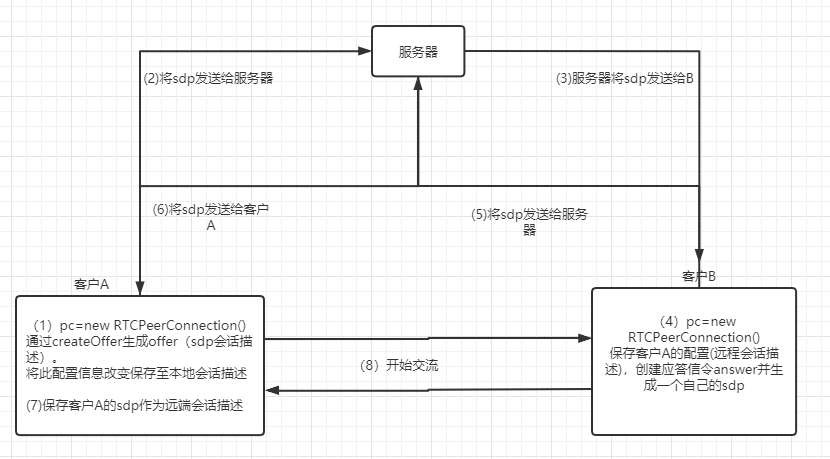 服务器
(2)将sdp发送给服务器
(3)服务器将sdp发送给B
(6)将sdp发送给客户
A
(5)将sdp发送给服务
器
客户A
客户B
（1）pc=new RTCPeerConnection()
通过createOffer生成offer（sdp会话描
述）。
将此配置信息改变保存至本地会话描述
(7)保存客户A的sdp作为远端会话描述
（8）开始交流
（4）pc=new
RTCPeerConnection()
保存客户A的配置(远程会话描
述)，创建应答信令answer并生
成一个自己的sdp